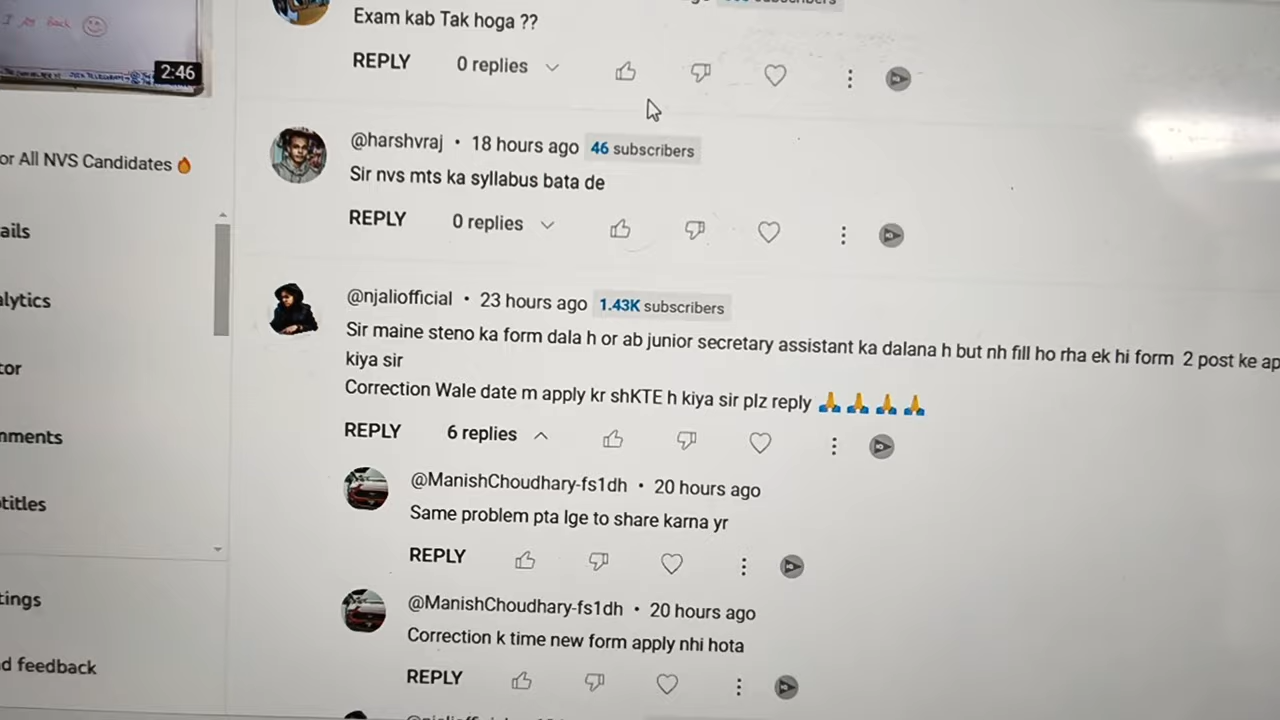 I am Back
2:46
or All NVS Candidates
ails
alytics
tor
mments
titles
tings
d feedback
subscribers
Exam kab Tak hoga ??
REPLY 0 replies
@harshvraj • 18 hours ago 46 subscribers
Sir nvs mts ka syllabus bata de
REPLY 0 replies
@njaliofficial • 23 hours ago 1.43K subscribers
Sir maine steno ka form dala h or ab junior secretary assistant ka dalana h but nh fill ho rha ek hi form 2 post ke ap
kiya sir
Correction Wale date m apply kr shKTE h kiya sir plz reply 🙏🙏🙏🙏
REPLY 6 replies
@ManishChoudhary-fs1dh • 20 hours ago
Same problem pta lge to share karna yr
REPLY
@ManishChoudhary-fs1dh • 20 hours ago
Correction k time new form apply nhi hota
REPLY